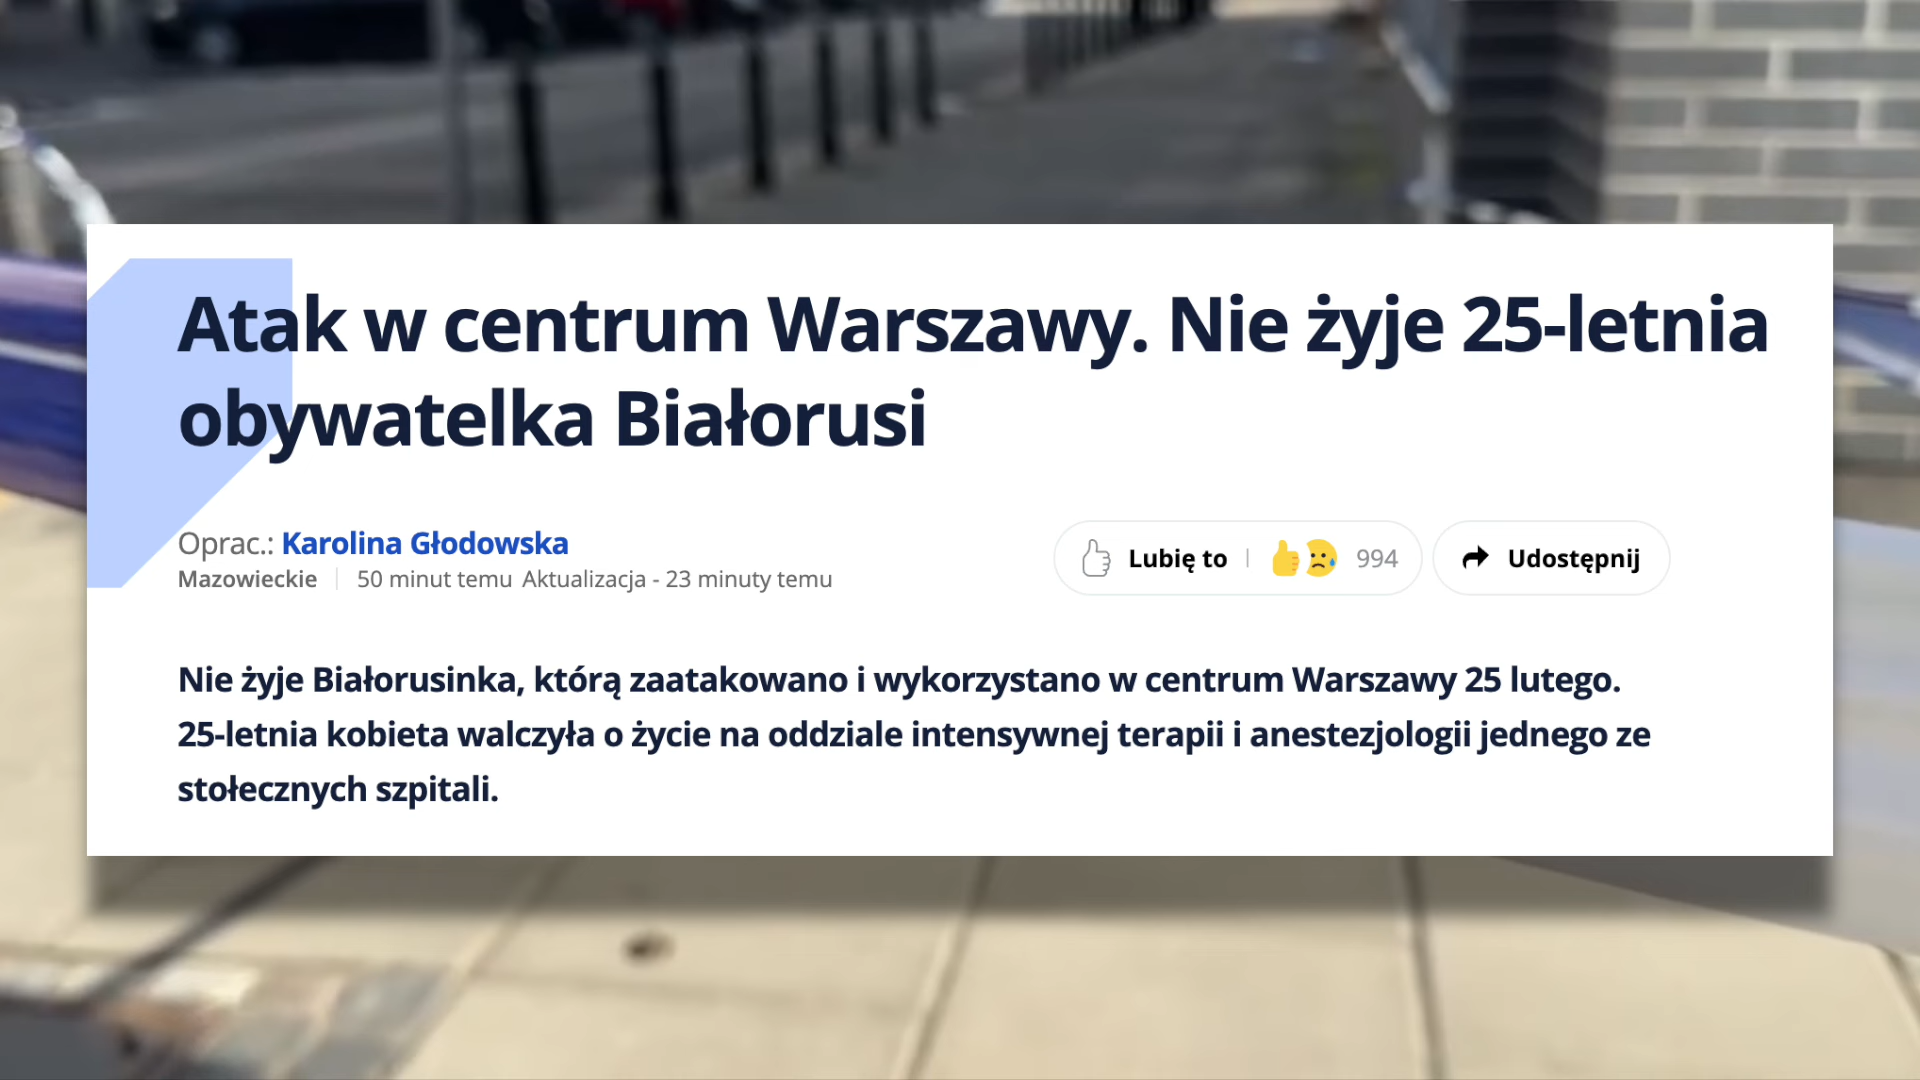 Atak w centrum Warszawy. Nie żyje 25-letnia
obywatelka Białorusi
Oprac.: Karolina Głodowska
Mazowieckie | 50 minut temu Aktualizacja - 23 minuty temu
Lubię to | 994
Udostępnij
Nie żyje Białorusinka, którą zaatakowano i wykorzystano w centrum Warszawy 25 lutego.
25-letnia kobieta walczyła o życie na oddziale intensywnej terapii i anestezjologii jednego ze
stołecznych szpitali.